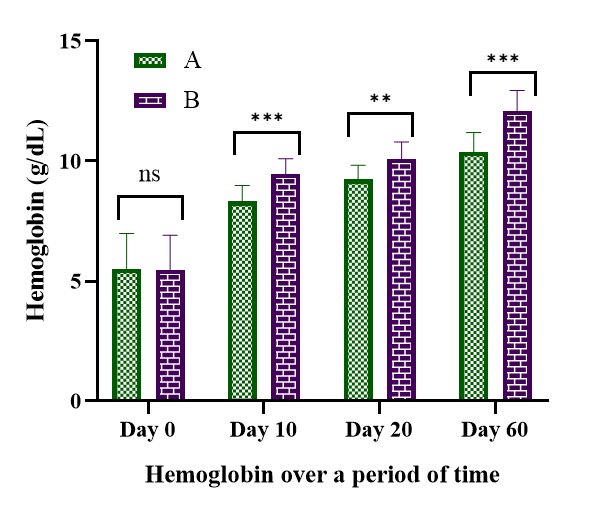 15
A
B
***
***
**
10
ns
Hemoglobin (g/dL)
5
0
Day 0 Day 10 Day 20 Day 60
Hemoglobin over a period of time